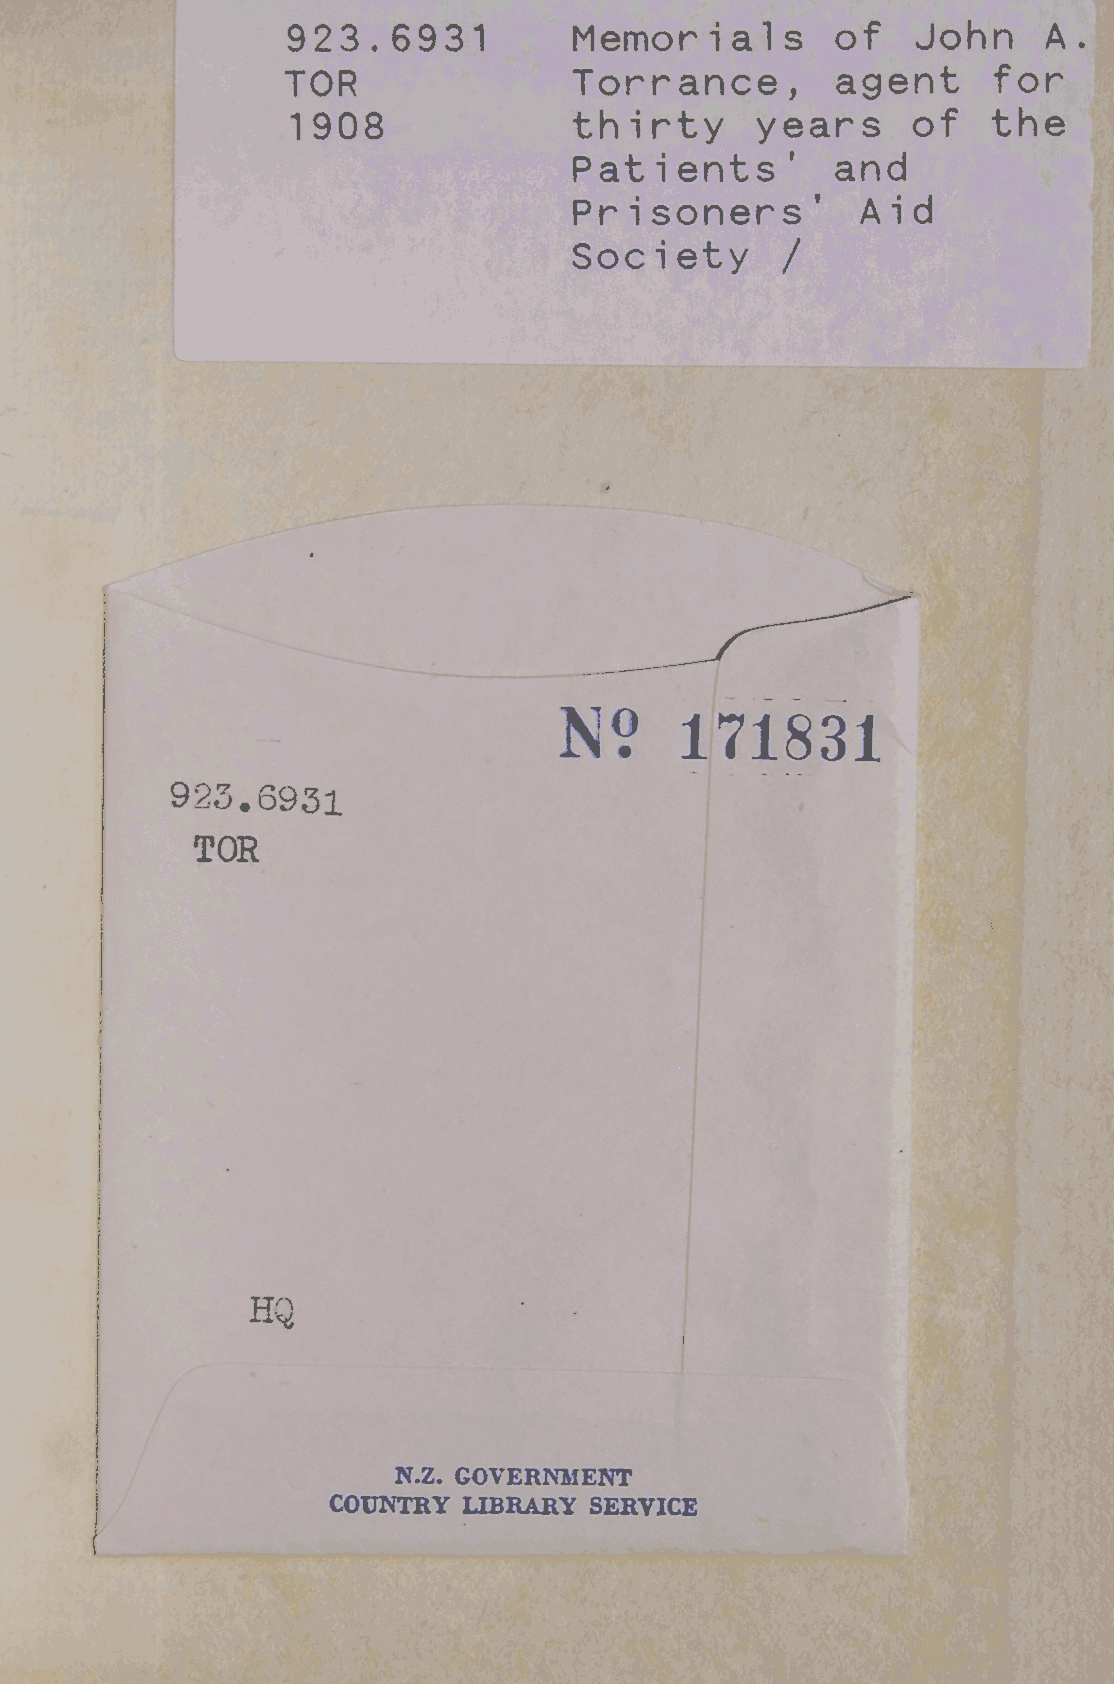 923.6931 Memorials of John A.
TOR Torrance, agent for
1908 thirty years of the
Patients' and
Prisoners' Aid
Society /
Nº 171831
923.6931
TOR
HQ
N.Z. GOVERNMENT
COUNTRY LIBRARY SERVICE